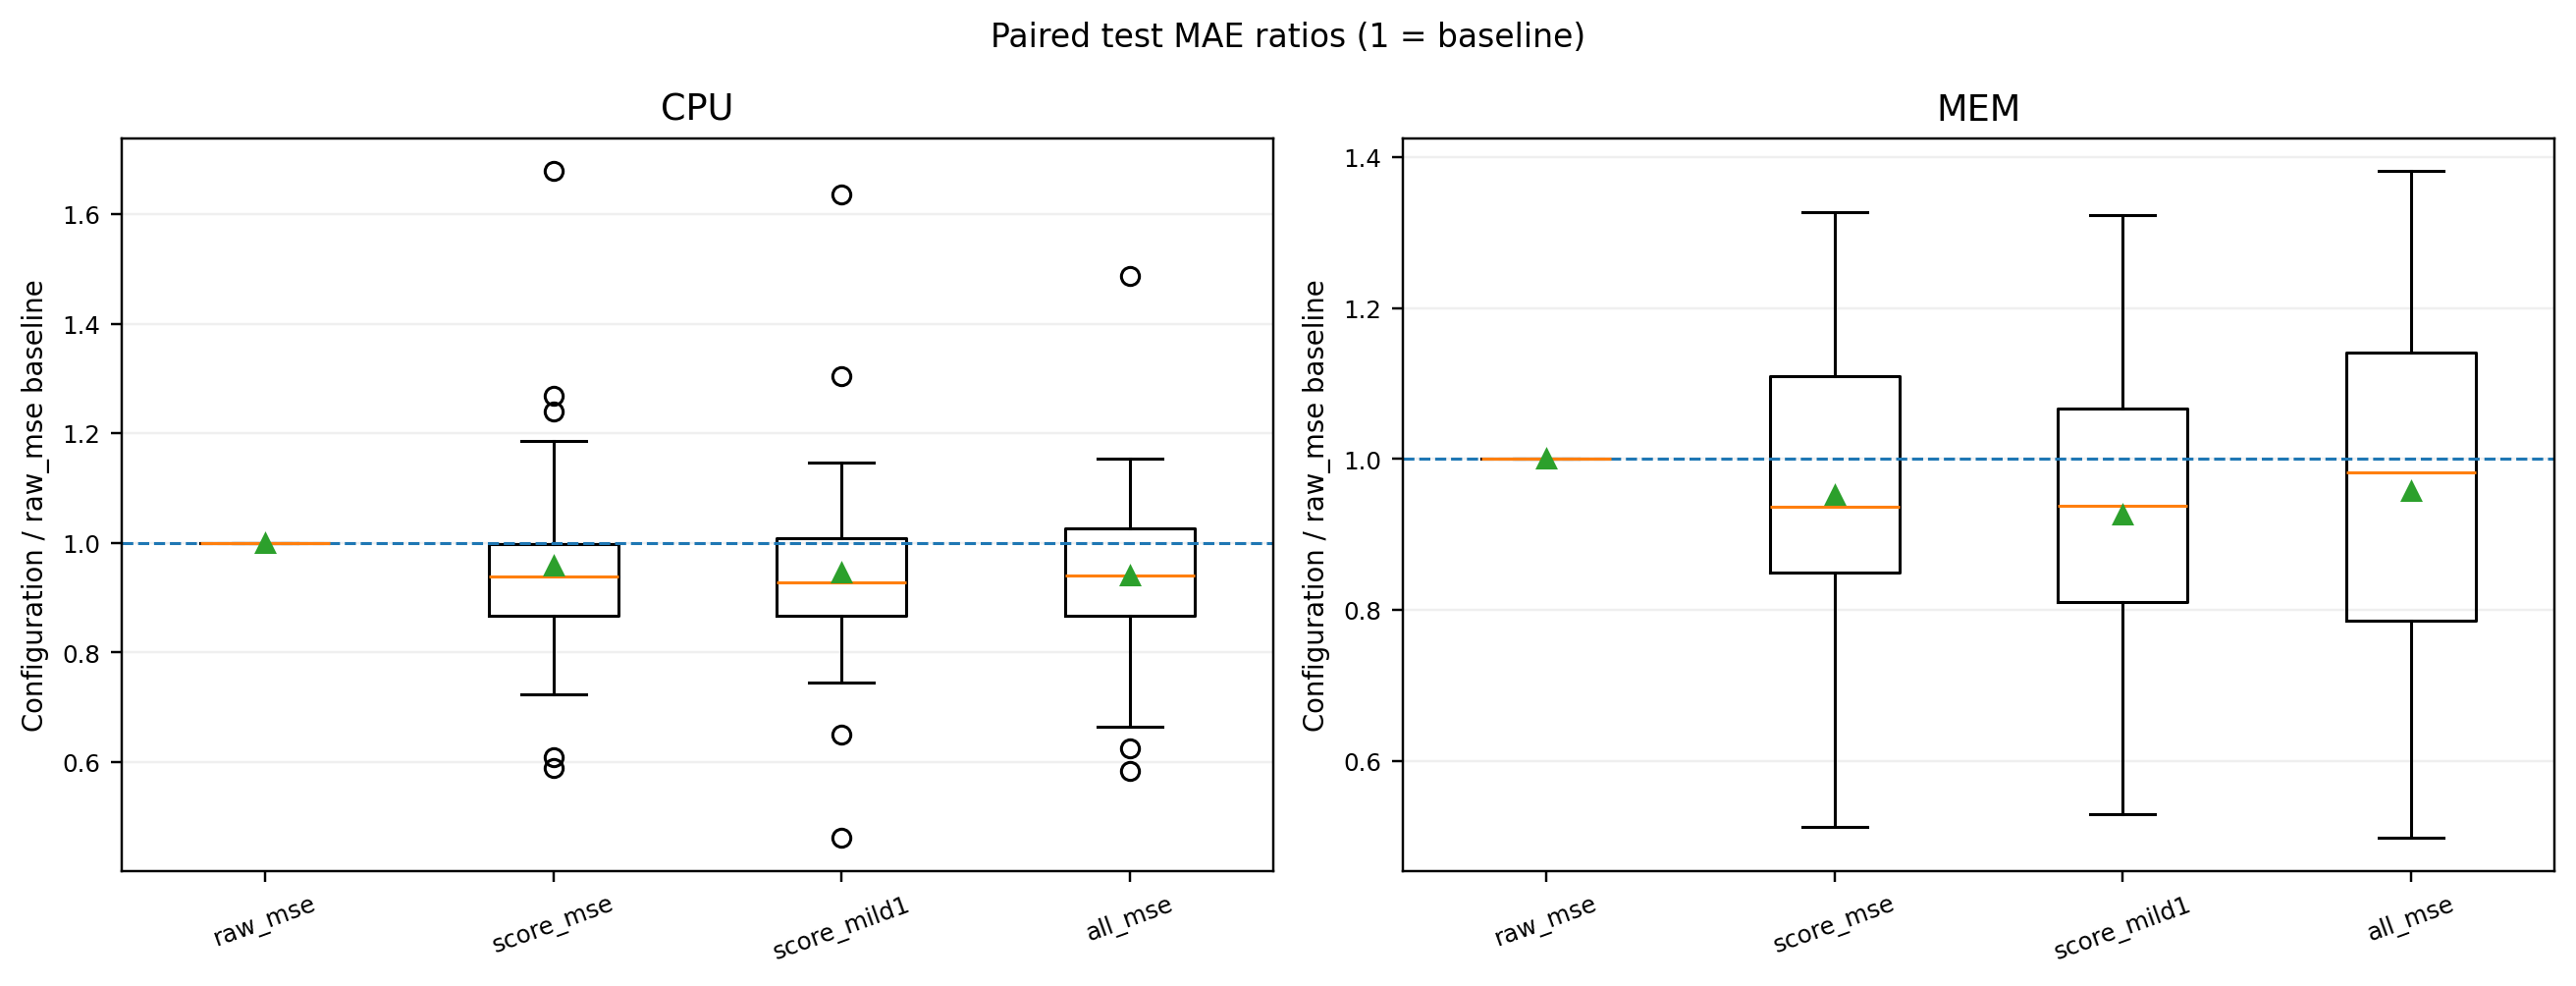 Paired test MAE ratios (1 = baseline)
CPU
Configuration / raw_mse baseline
1.6
1.4
1.2
1.0
0.8
0.6
raw_mse
score_mse
score_mild1
all_mse
MEM
Configuration / raw_mse baseline
1.4
1.2
1.0
0.8
0.6
raw_mse
score_mse
score_mild1
all_mse